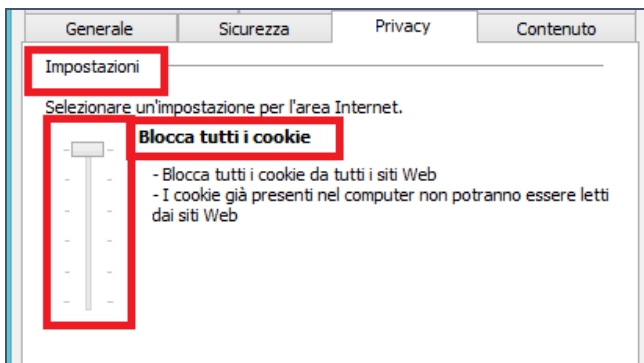 Generale Sicurezza Privacy Contenuto
Impostazioni
Selezionare un'impostazione per l'area Internet.
Blocca tutti i cookie
- Blocca tutti i cookie da tutti i siti Web
- I cookie già presenti nel computer non potranno essere letti
dai siti Web